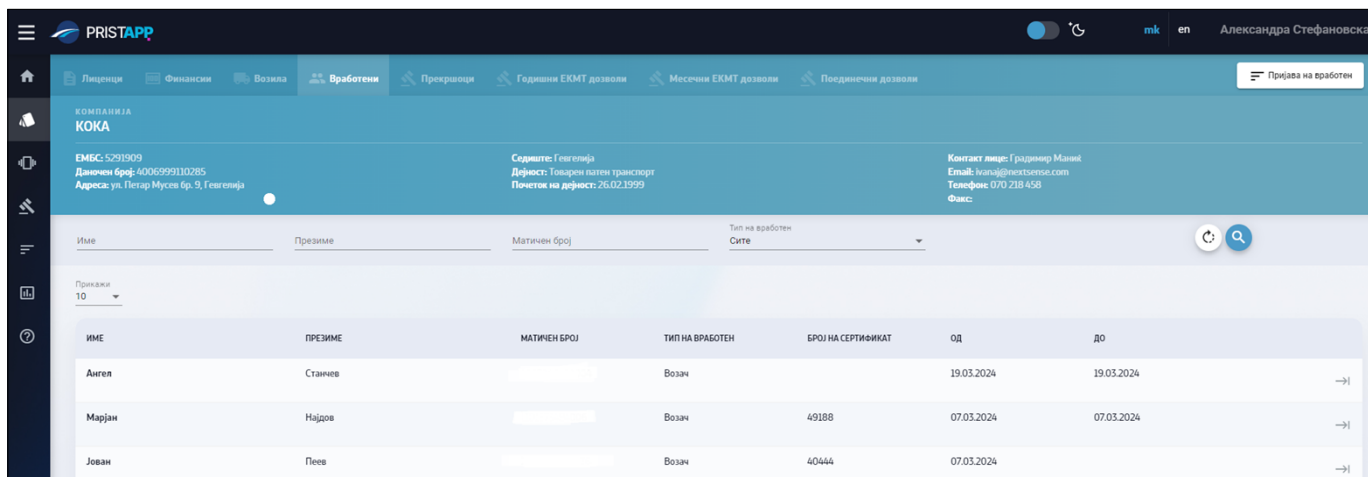 PRISTAPP
mk en Александра Стефановска
Лиценци Финансии Возила Вработени Прекршоци Годишни ЕКМТ дозволи Месечни ЕКМТ дозволи Поединечни дозволи Пријава на вработен
КОМПАНИЈА
КОКА
ЕМБС: 5291909 Седиште: Гевгелија Контакт лице: Градимир Маниќ
Даночен број: 4006999110285 Дејност: Товарен патен транспорт Email: ivanaj@nextsense.com
Адреса: ул. Петар Мусев бр. 9, Гевгелија Почеток на дејност: 26.02.1999 Телефон: 070 218 458
Факс:
Тип на вработен
Име Презиме Матичен број Сите
Прикажи
10
ИМЕ ПРЕЗИМЕ МАТИЧЕН БРОЈ ТИП НА ВРАБОТЕН БРОЈ НА СЕРТИФИКАТ ОД ДО
Ангел Станчев Возач 19.03.2024 19.03.2024
Марјан Најдов Возач 49188 07.03.2024 07.03.2024
Јован Пеев Возач 40444 07.03.2024